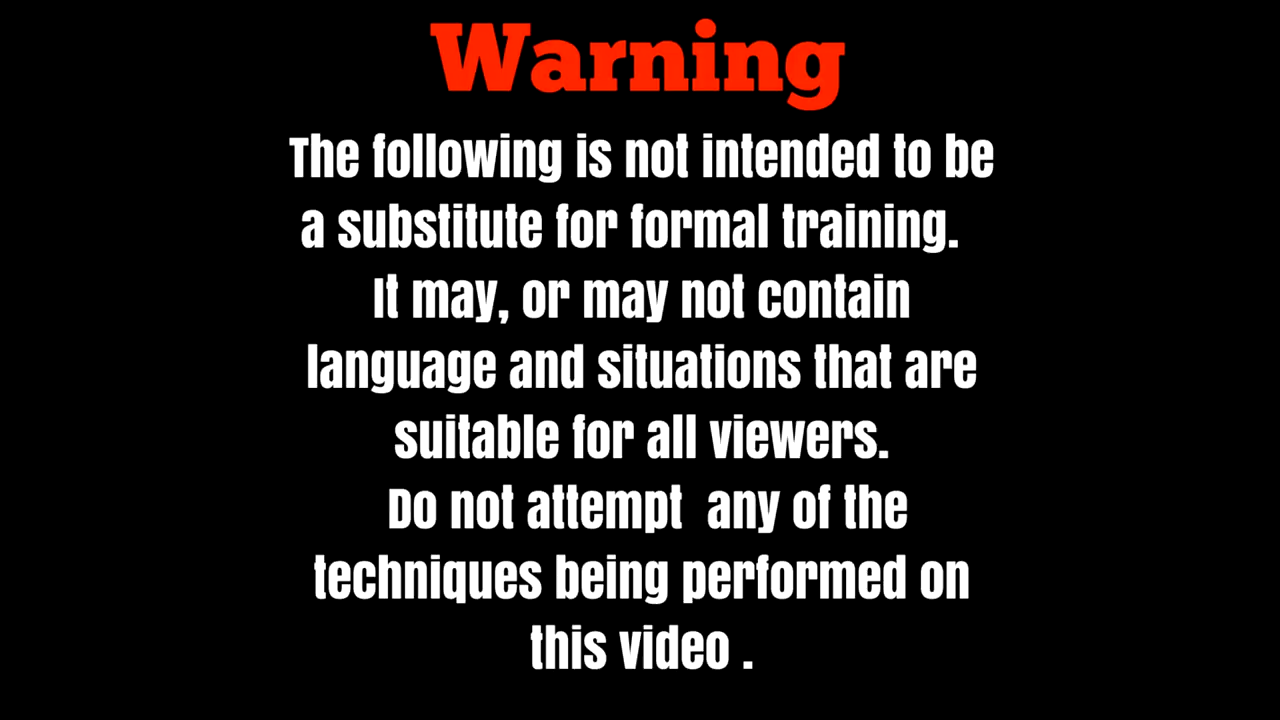 Warning
The following is not intended to be
a substitute for formal training.
It may, or may not contain
language and situations that are
suitable for all viewers.
Do not attempt any of the
techniques being performed on
this video .